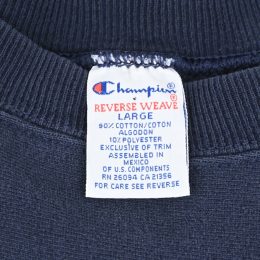 Champion
REVERSE WEAVE
LARGE
90% COTTON/COTON
ALGODON
10% POLYESTER
EXCLUSIVE OF TRIM
ASSEMBLED IN
MEXICO
OF U.S. COMPONENTS
RN 26094 CA 21356
FOR CARE SEE REVERSE